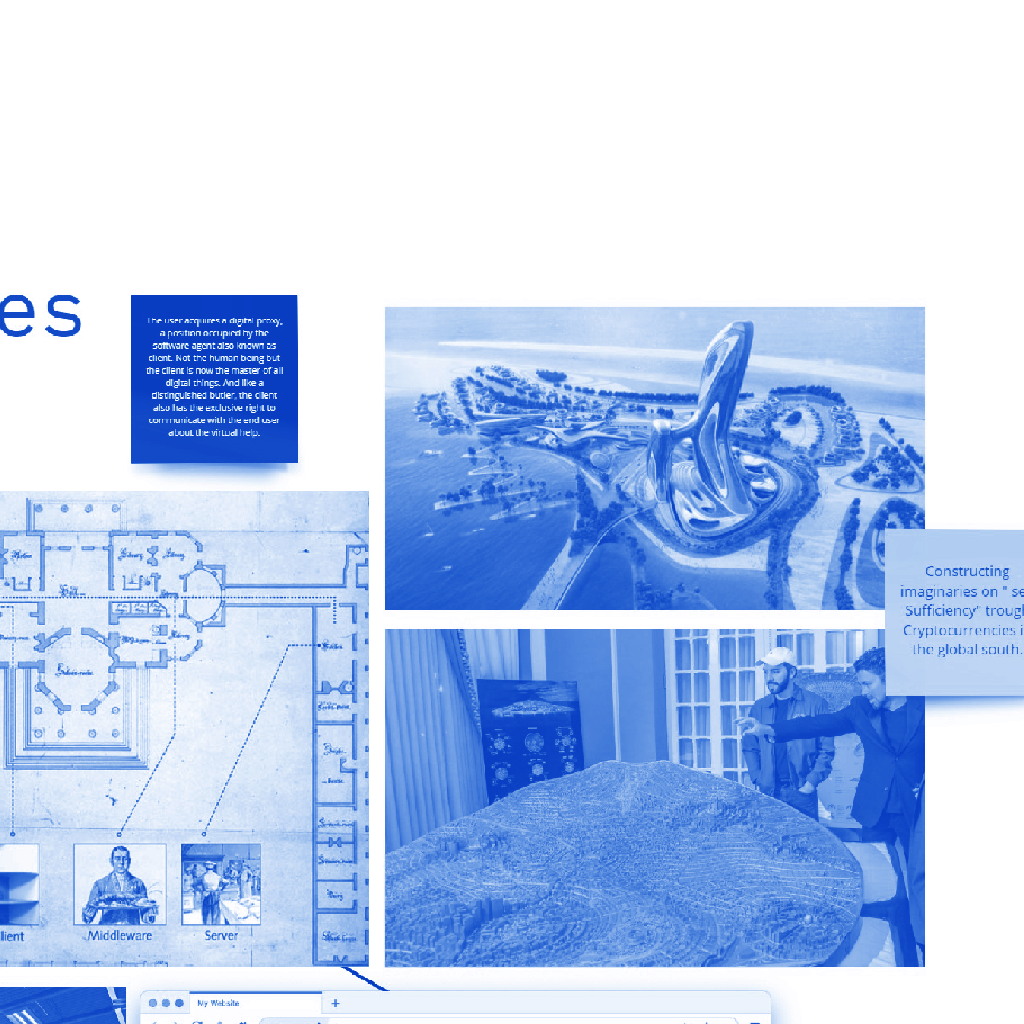 es
The user acquires a digital proxy,
a position occupied by the
software agent also known as
client. Not the human being but
the client is now the master of all
digital things. And like a
distinguished butler, the client
also has the exclusive right to
communicate with the end user
about the virtual help.
Constructing
imaginaries on " se
Sufficiency" troug
Cryptocurrencies i
the global south.
lient
Middleware
Server
My Website
+